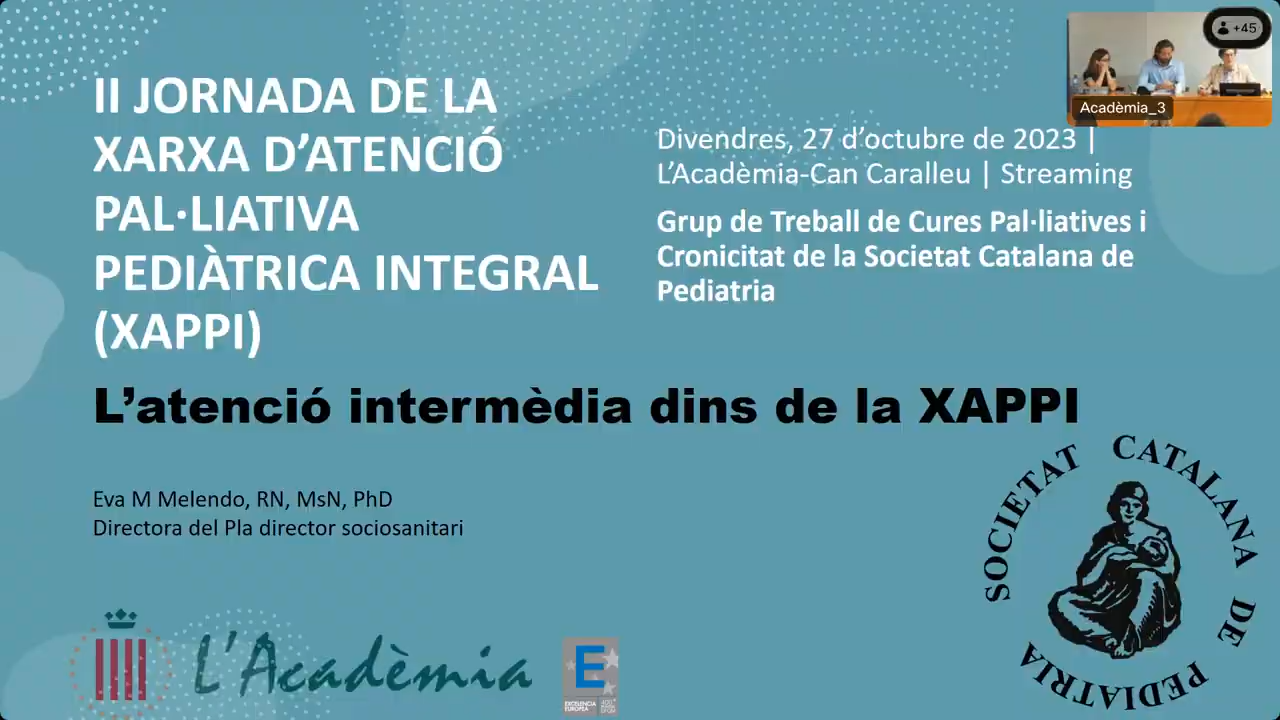 II JORNADA DE LA
XARXA D’ATENCIÓ
PAL·LIATIVA
PEDIÀTRICA INTEGRAL
(XAPPI)
Divendres, 27 d’octubre de 2023 |
L’Acadèmia-Can Caralleu | Streaming
Grup de Treball de Cures Pal·liatives i
Cronicitat de la Societat Catalana de
Pediatria
+45
Acadèmia_3
L’atenció intermèdia dins de la XAPPI
Eva M Melendo, RN, MsN, PhD
Directora del Pla director sociosanitari
SOCIETAT CATALANA DE PEDIATRIA
L’Acadèmia
E
EXCELENCIA
EUROPEA